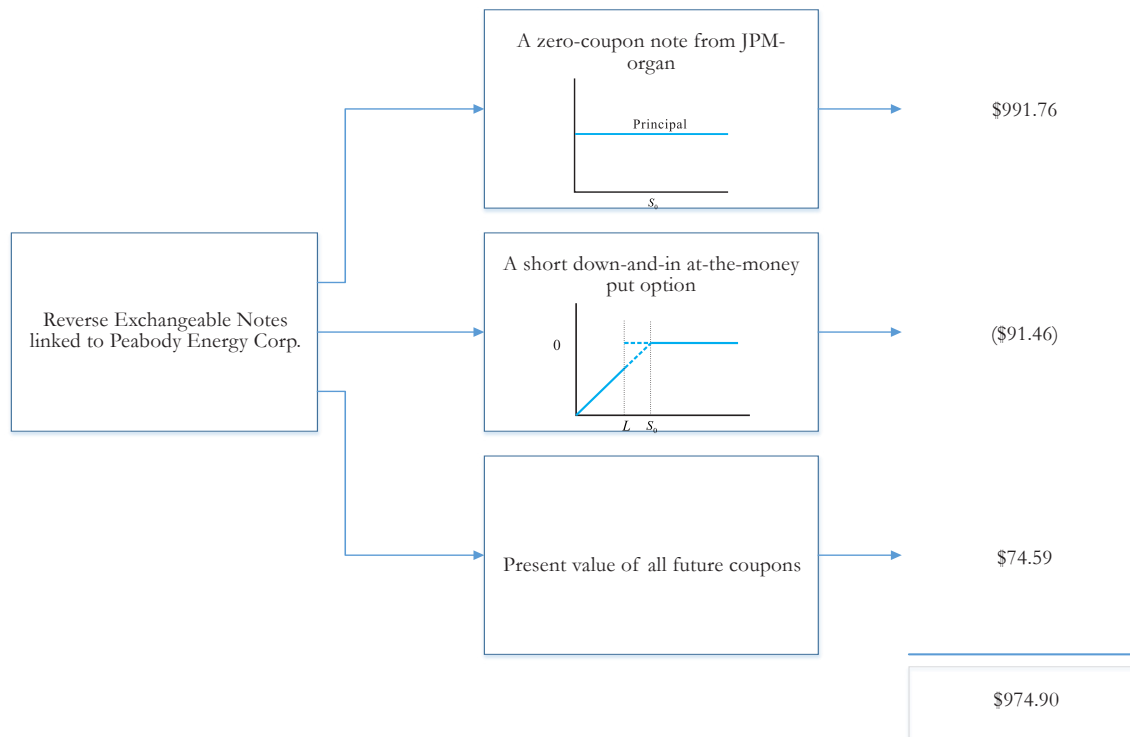 A zero-coupon note from JPM-
organ
Principal
S₀
$991.76
Reverse Exchangeable Notes
linked to Peabody Energy Corp.
A short down-and-in at-the-money
put option
0
L S₀
($91.46)
Present value of all future coupons
$74.59
$974.90